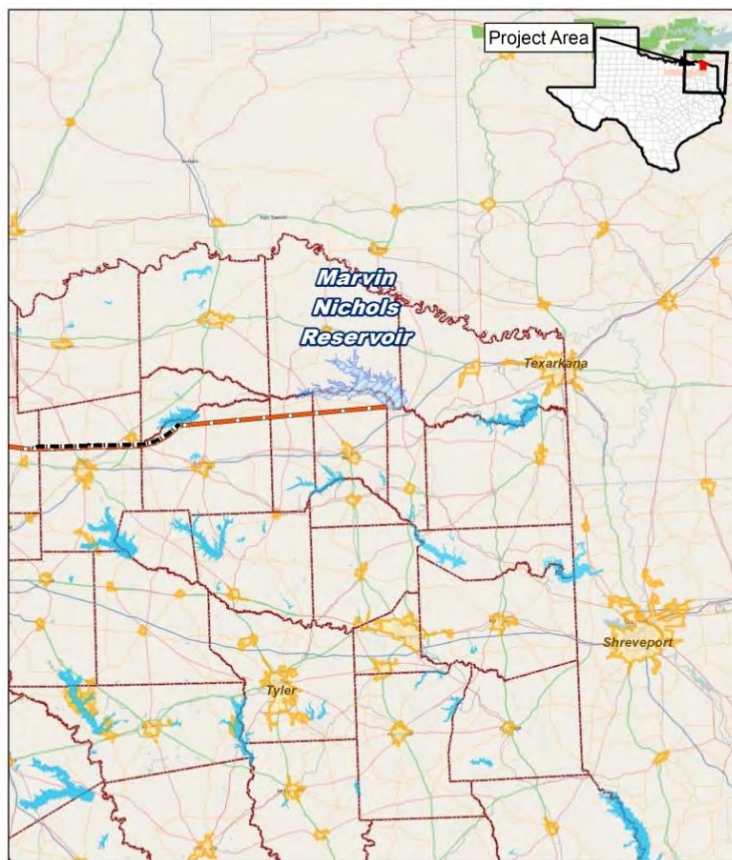 Project Area
Marvin
Nichols
Reservoir
Texarkana
Shreveport
Tyler